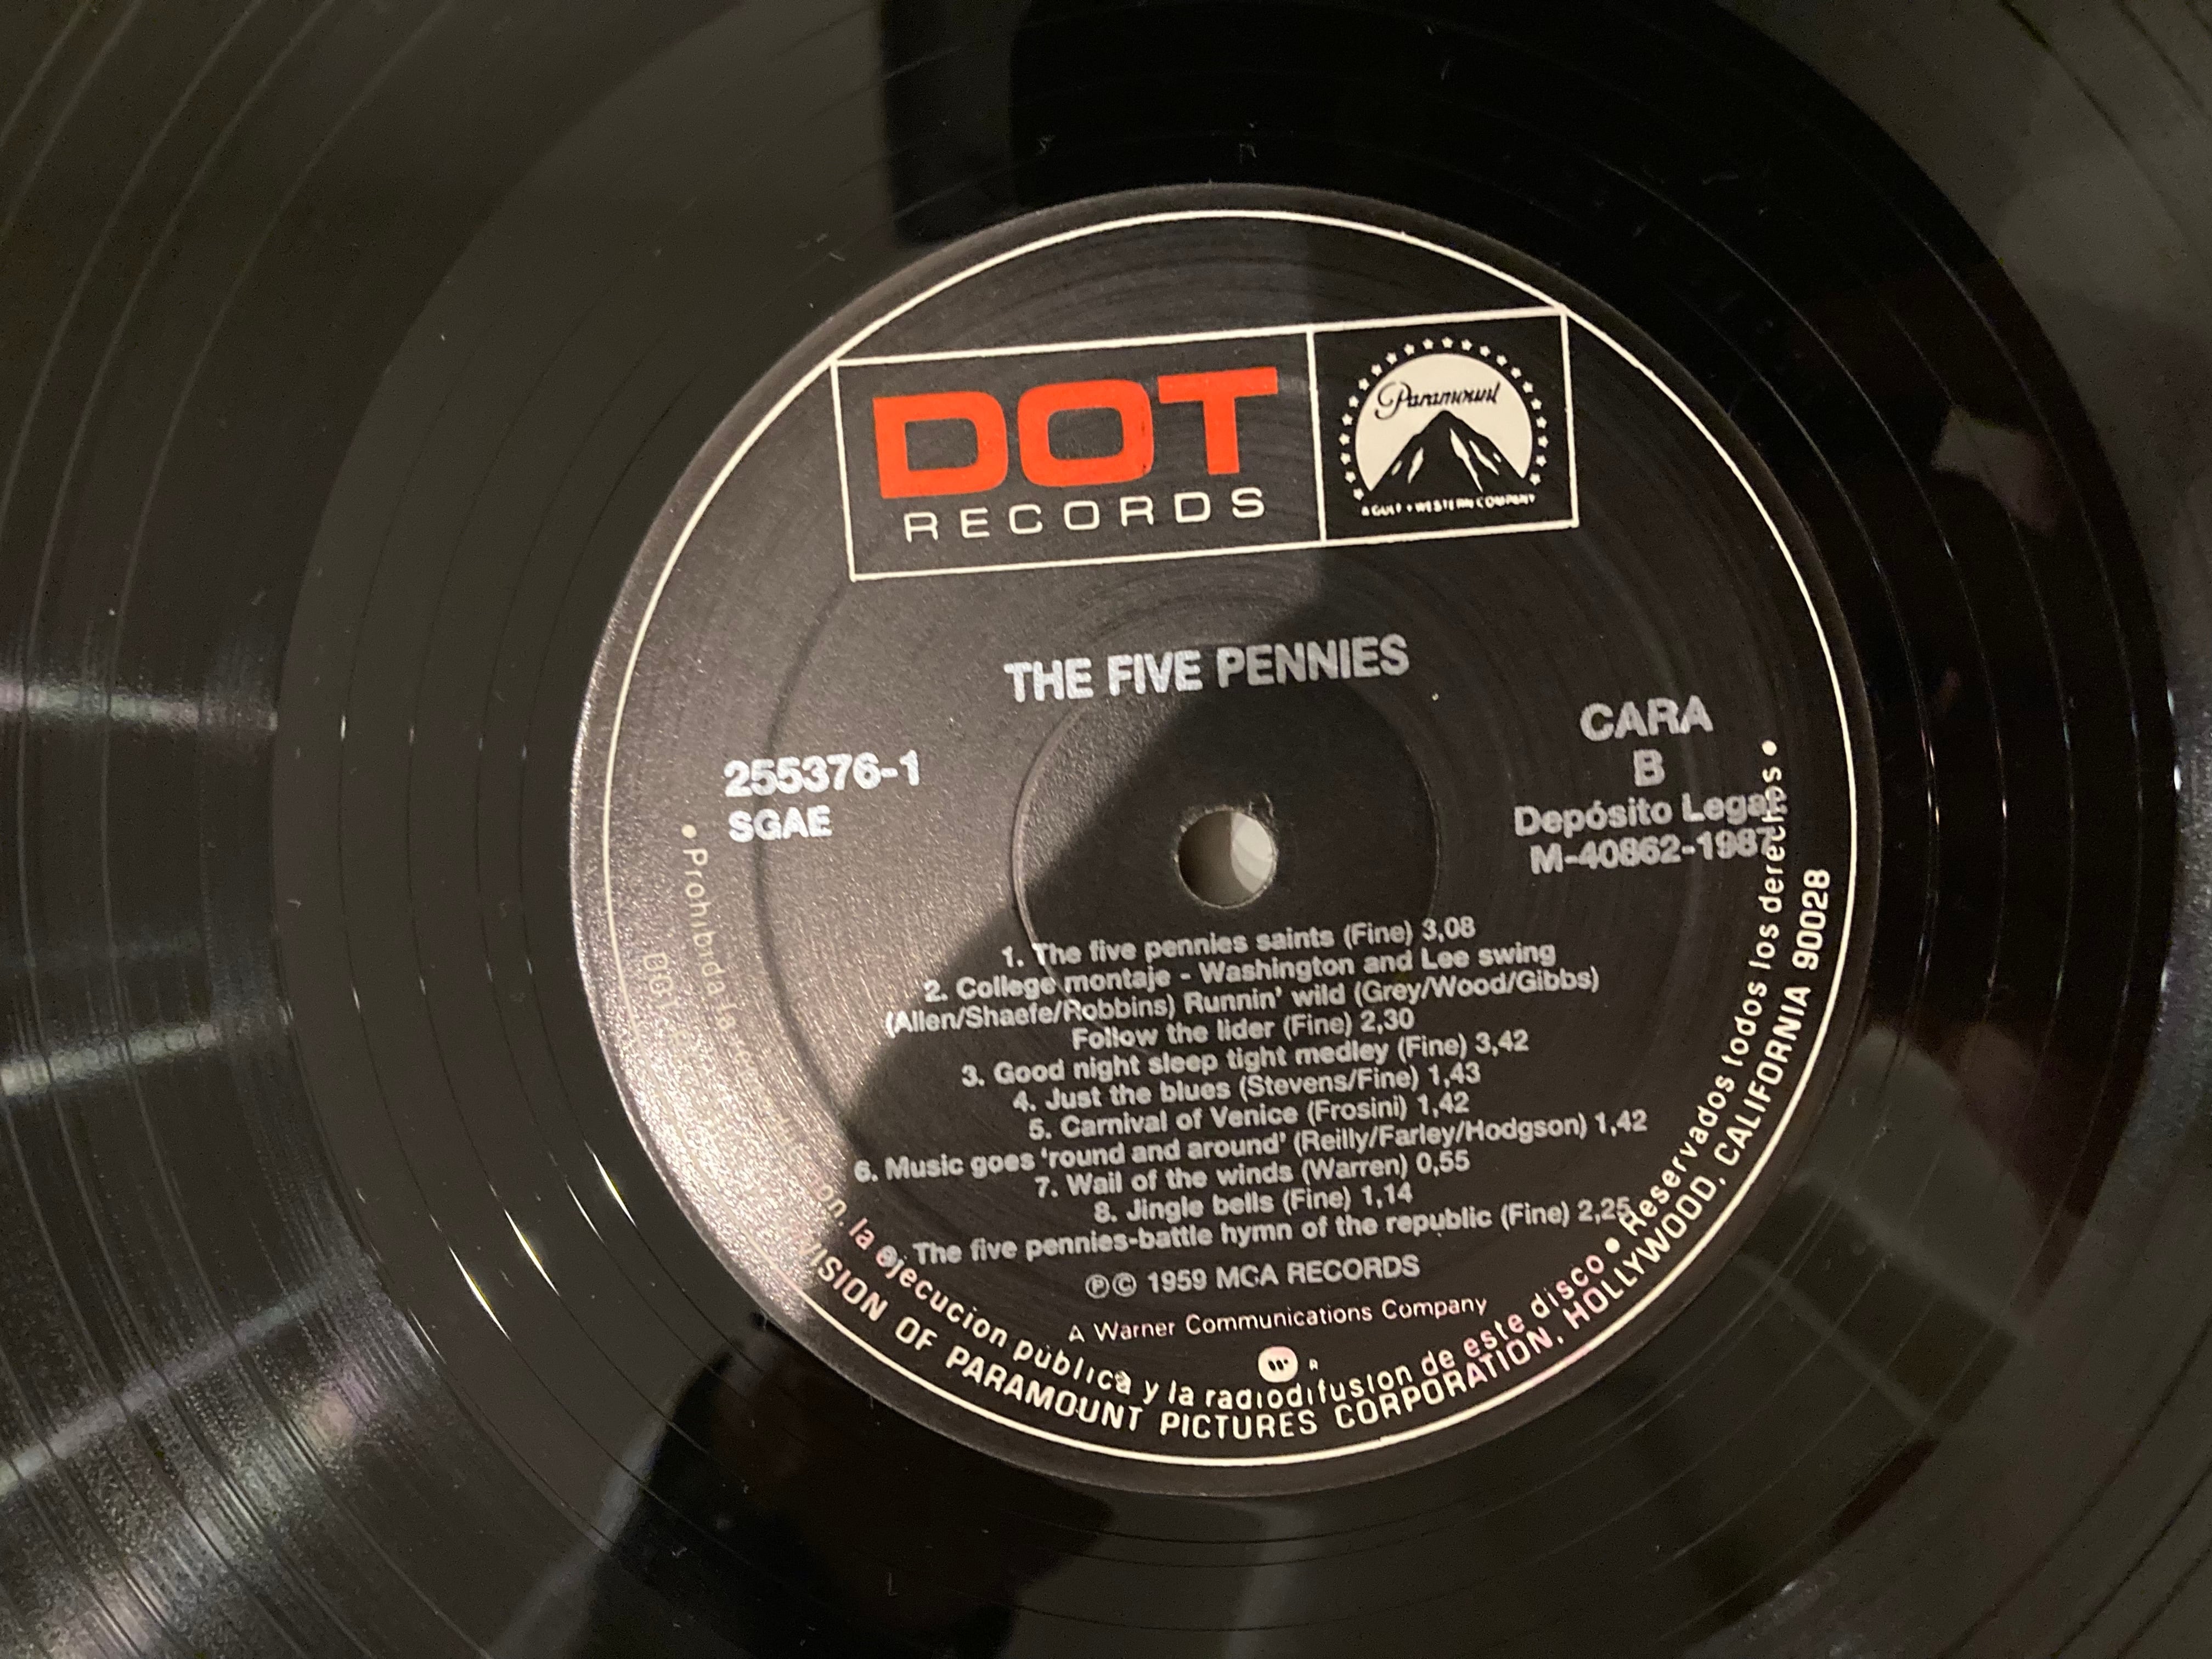 DOT
RECORDS
Paramount
A GULF + WESTERN COMPANY
THE FIVE PENNIES
255376-1
SGAE
CARA
B
Depósito Legal
M-40862-1987
1. The five pennies saints (Fine) 3,08
2. College montaje - Washington and Lee swing
(Allen/Shaefe/Robbins) Runnin' wild (Grey/Wood/Gibbs)
Follow the lider (Fine) 2,30
3. Good night sleep tight medley (Fine) 3,42
4. Just the blues (Stevens/Fine) 1,43
5. Carnival of Venice (Frosini) 1,42
6. Music goes 'round and around' (Reilly/Farley/Hodgson) 1,42
7. Wail of the winds (Warren) 0,55
8. Jingle bells (Fine) 1,14
The five pennies-battle hymn of the republic (Fine) 2,25
℗© 1959 MCA RECORDS
A Warner Communications Company
• Prohibida la la ejecucion pública y la radiodifusion de este disco • Reservados todos los derechos •
OF PARAMOUNT PICTURES CORPORATION, HOLLYWOOD, CALIFORNIA 90028